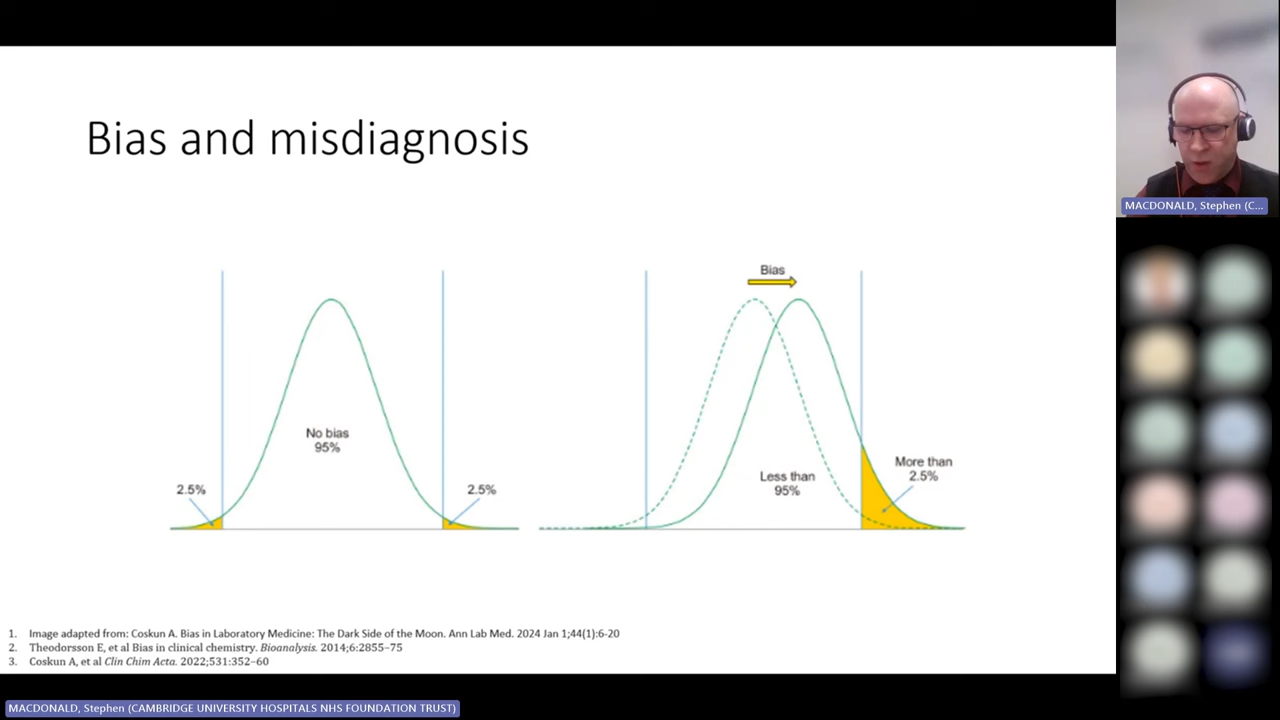 Bias and misdiagnosis
No bias
95%
2.5%
2.5%
Bias
Less than
95%
More than
2.5%
1. Image adapted from: Coskun A. Bias in Laboratory Medicine: The Dark Side of the Moon. Ann Lab Med. 2024 Jan 1;44(1):6-20
2. Theodorsson E, et al Bias in clinical chemistry. Bioanalysis. 2014;6:2855–75
3. Coskun A, et al Clin Chim Acta. 2022;531:352–60
MACDONALD, Stephen (C...
MACDONALD, Stephen (CAMBRIDGE UNIVERSITY HOSPITALS NHS FOUNDATION TRUST)